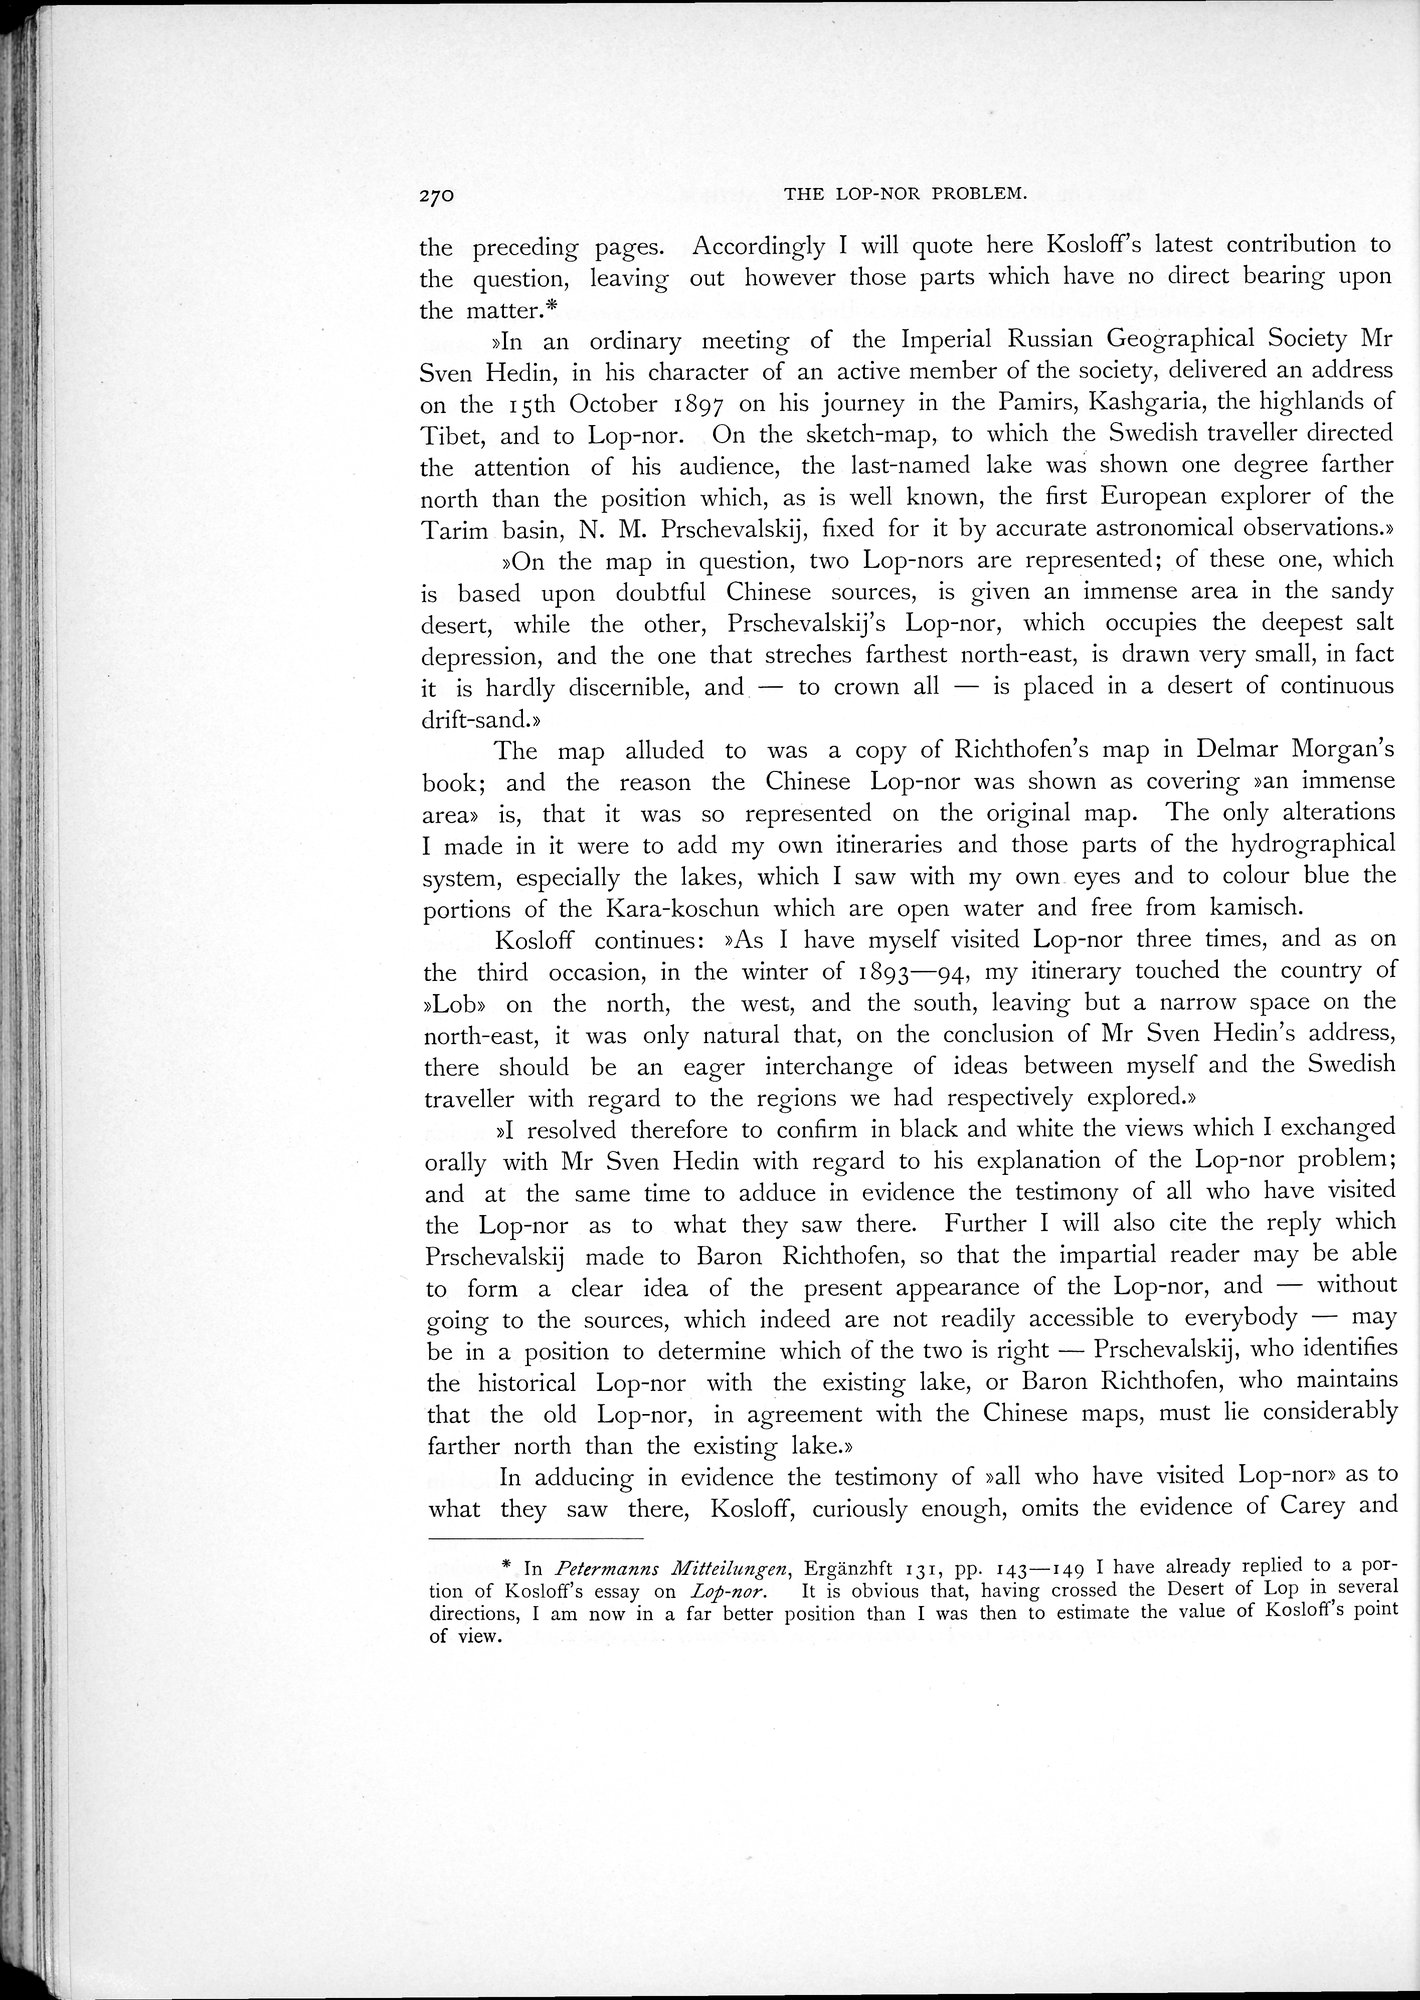 270 THE LOP-NOR PROBLEM.
the preceding pages. Accordingly I will quote here Kosloff's latest contribution to
the question, leaving out however those parts which have no direct bearing upon
the matter.*
»In an ordinary meeting of the Imperial Russian Geographical Society Mr
Sven Hedin, in his character of an active member of the society, delivered an address
on the 15th October 1897 on his journey in the Pamirs, Kashgaria, the highlands of
Tibet, and to Lop-nor. On the sketch-map, to which the Swedish traveller directed
the attention of his audience, the last-named lake was shown one degree farther
north than the position which, as is well known, the first European explorer of the
Tarim basin, N. M. Prschevalskij, fixed for it by accurate astronomical observations.»
»On the map in question, two Lop-nors are represented; of these one, which
is based upon doubtful Chinese sources, is given an immense area in the sandy
desert, while the other, Prschevalskij's Lop-nor, which occupies the deepest salt
depression, and the one that streches farthest north-east, is drawn very small, in fact
it is hardly discernible, and — to crown all — is placed in a desert of continuous
drift-sand.»
The map alluded to was a copy of Richthofen's map in Delmar Morgan's
book; and the reason the Chinese Lop-nor was shown as covering »an immense
area» is, that it was so represented on the original map. The only alterations
I made in it were to add my own itineraries and those parts of the hydrographical
system, especially the lakes, which I saw with my own eyes and to colour blue the
portions of the Kara-koschun which are open water and free from kamisch.
Kosloff continues: »As I have myself visited Lop-nor three times, and as on
the third occasion, in the winter of 1893—94, my itinerary touched the country of
»Lob» on the north, the west, and the south, leaving but a narrow space on the
north-east, it was only natural that, on the conclusion of Mr Sven Hedin's address,
there should be an eager interchange of ideas between myself and the Swedish
traveller with regard to the regions we had respectively explored.»
»I resolved therefore to confirm in black and white the views which I exchanged
orally with Mr Sven Hedin with regard to his explanation of the Lop-nor problem;
and at the same time to adduce in evidence the testimony of all who have visited
the Lop-nor as to what they saw there. Further I will also cite the reply which
Prschevalskij made to Baron Richthofen, so that the impartial reader may be able
to form a clear idea of the present appearance of the Lop-nor, and — without
going to the sources, which indeed are not readily accessible to everybody — may
be in a position to determine which of the two is right — Prschevalskij, who identifies
the historical Lop-nor with the existing lake, or Baron Richthofen, who maintains
that the old Lop-nor, in agreement with the Chinese maps, must lie considerably
farther north than the existing lake.»
In adducing in evidence the testimony of »all who have visited Lop-nor» as to
what they saw there, Kosloff, curiously enough, omits the evidence of Carey and
* In Petermanns Mitteilungen, Ergänzhft 131, pp. 143—149 I have already replied to a por-
tion of Kosloff's essay on Lop-nor. It is obvious that, having crossed the Desert of Lop in several
directions, I am now in a far better position than I was then to estimate the value of Kosloff's point
of view.